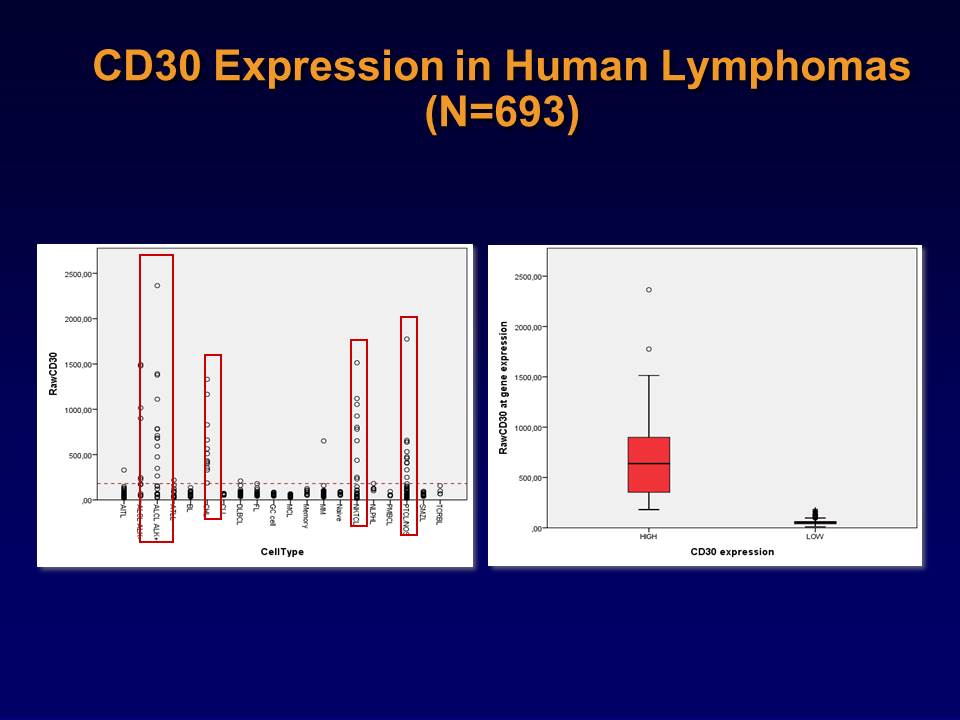 CD30 Expression in Human Lymphomas
(N=693)
RawCD30
2500,00
2000,00
1500,00
1000,00
500,00
,00
AITL
ALCL ALK-
ALCL ALK+
ATLL
BL
CLL
DLBCL
FL
GC cell
MCL
Memory
MM
Naive
NKTCL
NLPHL
PMBCL
PTCL/NOS
SMZL
TCRBL
CellType
RawCD30 at gene expression
2500,00
2000,00
1500,00
1000,00
500,00
,00
HIGH
LOW
CD30 expression